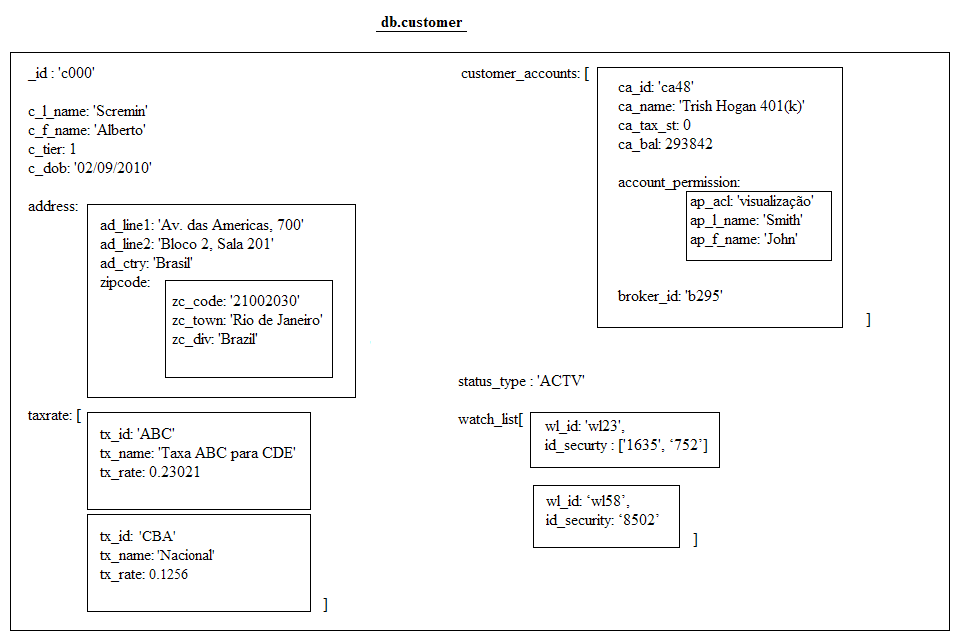 db.customer
_id : 'c000'
c_l_name: 'Scremin'
c_f_name: 'Alberto'
c_tier: 1
c_dob: '02/09/2010'
address:
ad_line1: 'Av. das Americas, 700'
ad_line2: 'Bloco 2, Sala 201'
ad_ctry: 'Brasil'
zipcode:
zc_code: '21002030'
zc_town: 'Rio de Janeiro'
zc_div: 'Brazil'
taxrate: [
tx_id: 'ABC'
tx_name: 'Taxa ABC para CDE'
tx_rate: 0.23021
tx_id: 'CBA'
tx_name: 'Nacional'
tx_rate: 0.1256
]
customer_accounts: [
ca_id: 'ca48'
ca_name: 'Trish Hogan 401(k)'
ca_tax_st: 0
ca_bal: 293842
account_permission:
ap_acl: 'visualização'
ap_l_name: 'Smith'
ap_f_name: 'John'
broker_id: 'b295'
]
status_type : 'ACTV'
watch_list[
wl_id: 'wl23',
id_securty : ['1635', ‘752’]
wl_id: ‘wl58’,
id_security: ‘8502’
]